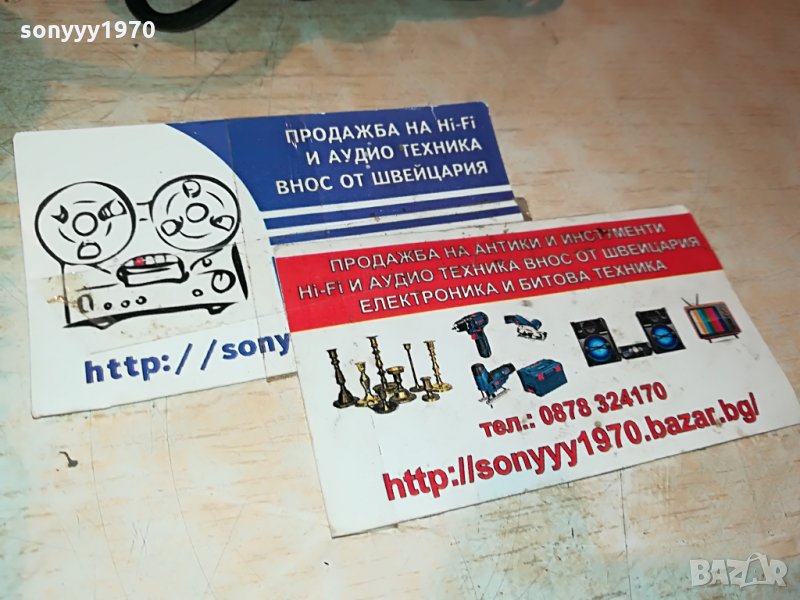 sonyyy1970
ПРОДАЖБА НА Hi-Fi
И АУДИО ТЕХНИКА
ВНОС ОТ ШВЕЙЦАРИЯ
http://sony
ПРОДАЖБА НА АНТИКИ И ИНСТРУМЕНТИ
Hi-Fi И АУДИО ТЕХНИКА ВНОС ОТ ШВЕЙЦАРИЯ
ЕЛЕКТРОНИКА И БИТОВА ТЕХНИКА
тел.: 0878 324170
http://sonyyy1970.bazar.bg/
BAZAR